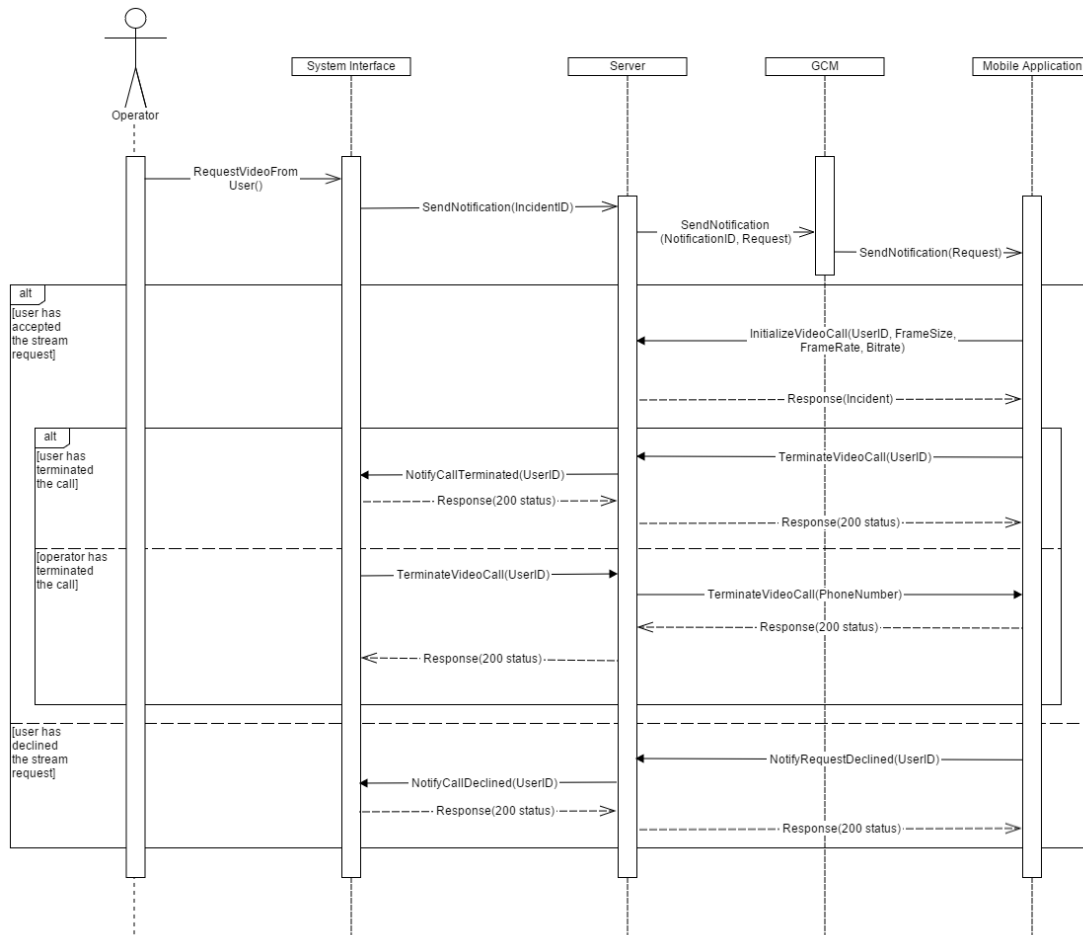 System Interface
Server
GCM
Mobile Application
Operator
RequestVideoFrom
User()
SendNotification(IncidentID)
SendNotification
(NotificationID, Request)
SendNotification(Request)
alt
[user has
accepted
the stream
request]
InitializeVideoCall(UserID, FrameSize,
FrameRate, Bitrate)
Response(Incident)
alt
[user has
terminated
the call]
TerminateVideoCall(UserID)
NotifyCallTerminated(UserID)
Response(200 status)
Response(200 status)
[operator has
terminated
the call]
TerminateVideoCall(UserID)
TerminateVideoCall(PhoneNumber)
Response(200 status)
Response(200 status)
[user has
declined
the stream
request]
NotifyRequestDeclined(UserID)
NotifyCallDeclined(UserID)
Response(200 status)
Response(200 status)